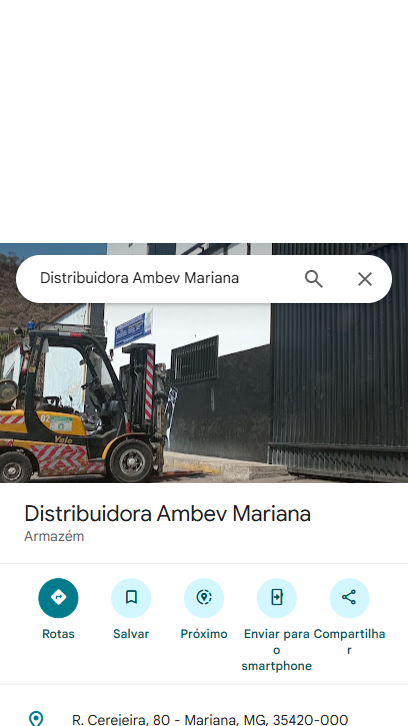 Distribuidora Ambev Mariana
Yale
Distribuidora Ambev Mariana
Armazém
Rotas
Salvar
Próximo
Enviar para
o
smartphone
Compartilha
r
R. Cerejeira, 80 - Mariana, MG, 35420-000